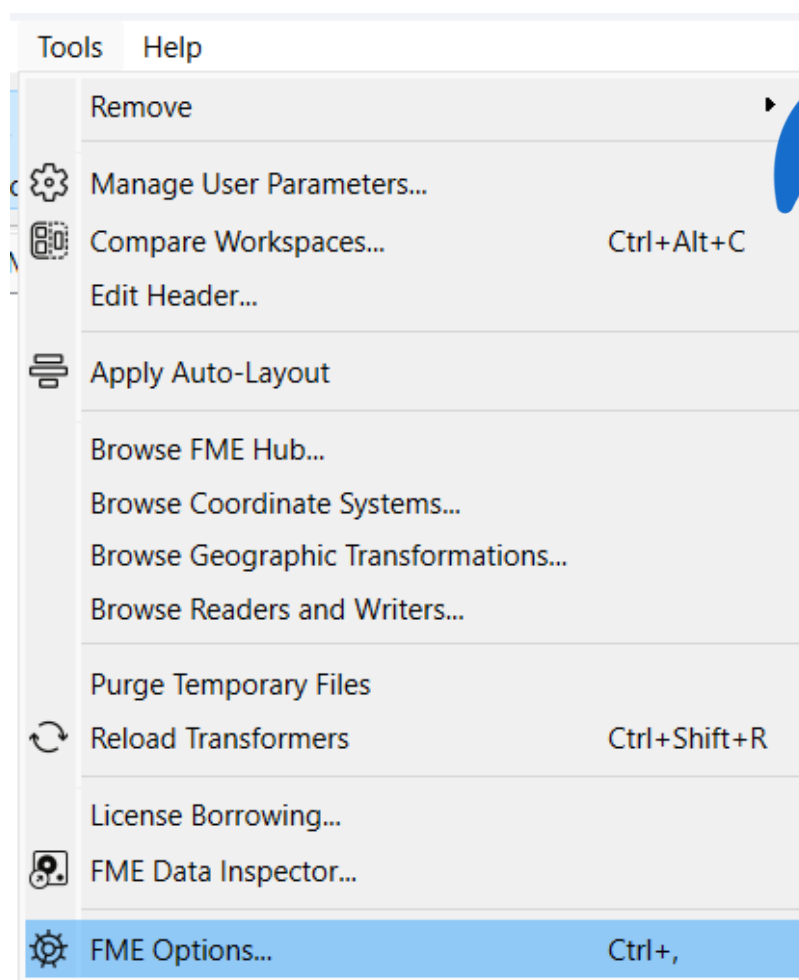 Tools Help
Remove
Manage User Parameters...
Compare Workspaces... Ctrl+Alt+C
Edit Header...
Apply Auto-Layout
Browse FME Hub...
Browse Coordinate Systems...
Browse Geographic Transformations...
Browse Readers and Writers...
Purge Temporary Files
Reload Transformers Ctrl+Shift+R
License Borrowing...
FME Data Inspector...
FME Options... Ctrl+,